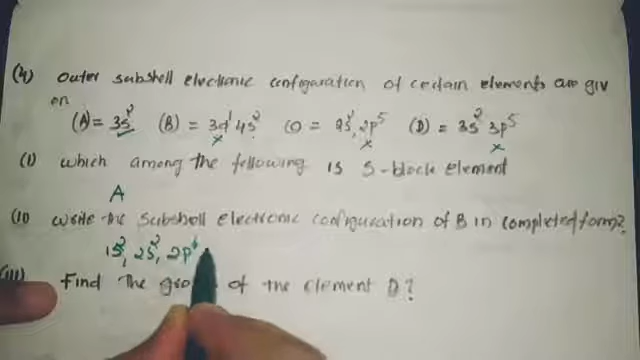 (4) Outer subshell electronic configuration of certain elements are giv
en
(A) = 3s² (B) = 3d¹ 4s² (C) = 2s², 2p⁵ (D) = 3s² 3p⁵
(I) which among the following is S-block element
A
(II) write the subshell electronic configuration of B in completed form?
1s², 2s², 2p⁶
(III) Find the of the element D?